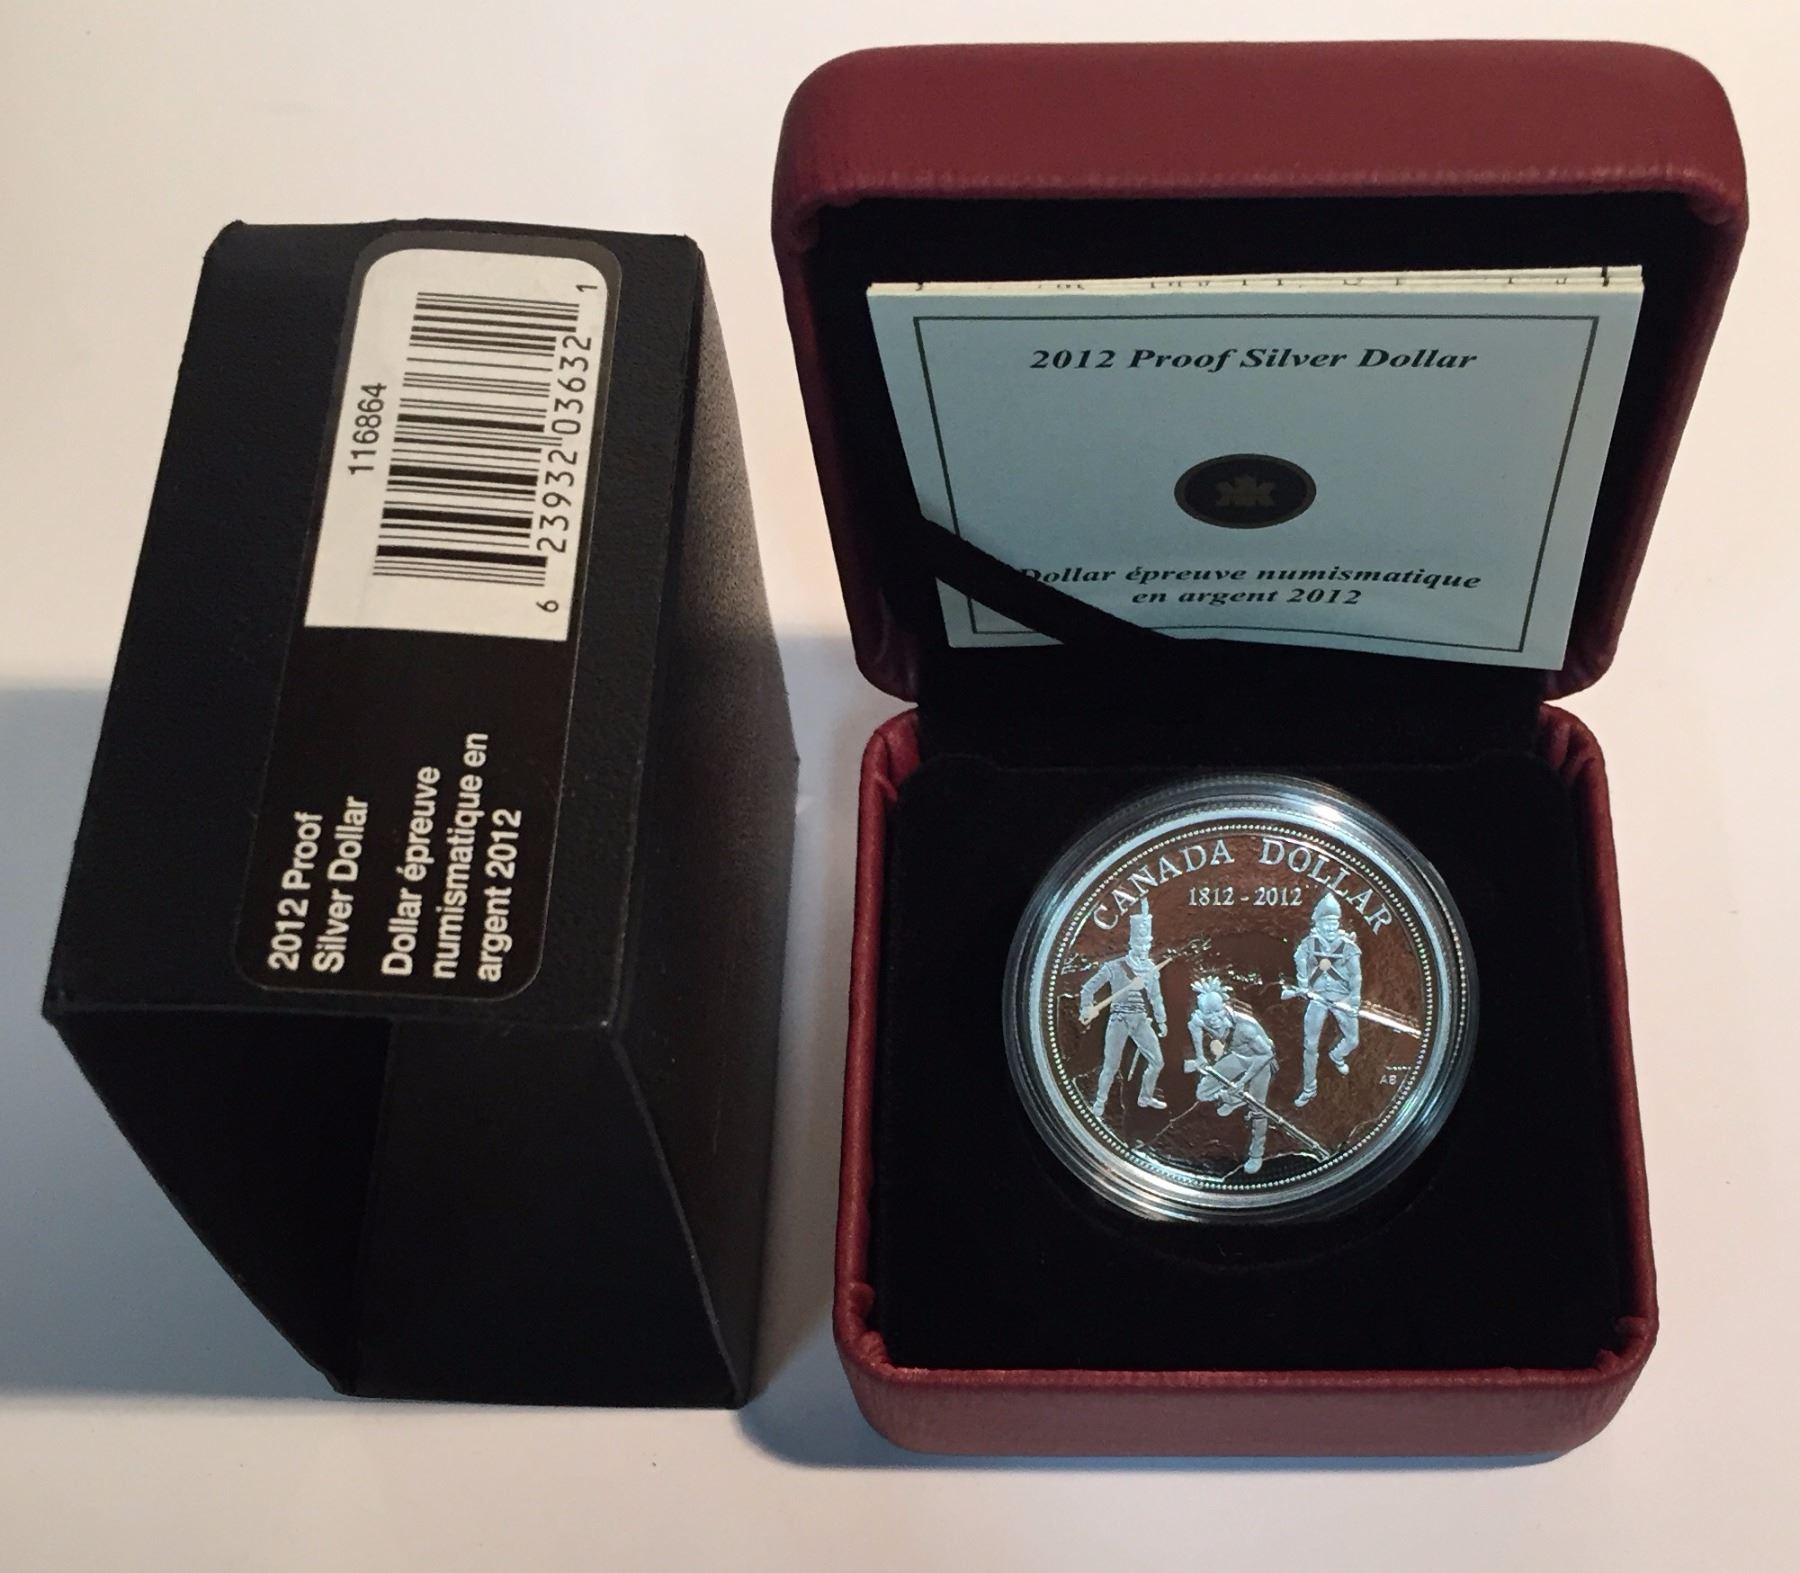 116864
6 23932 03632 1
2012 Proof
Silver Dollar
Dollar épreuve
numismatique en
argent 2012
2012 Proof Silver Dollar
Dollar épreuve numismatique
en argent 2012
CANADA DOLLAR
1812 - 2012
AB